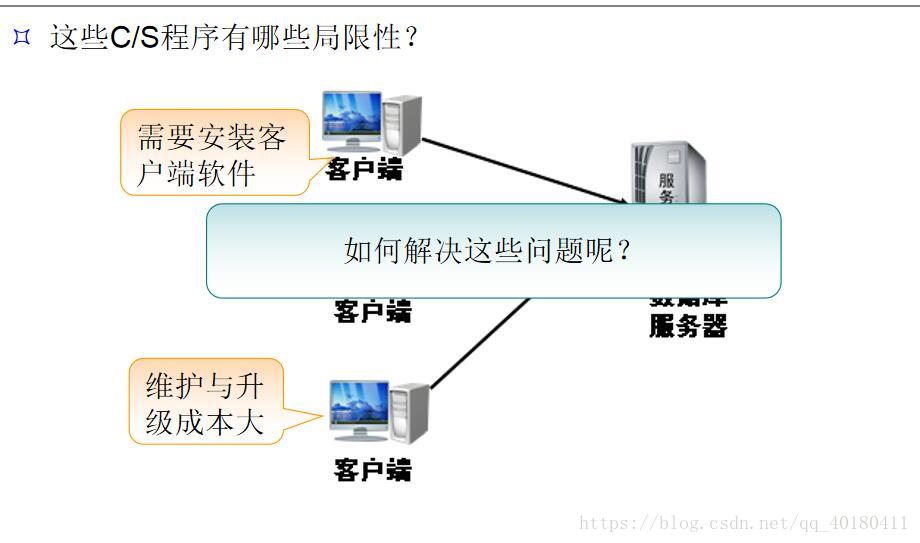 这些C/S程序有哪些局限性？
需要安装客
户端软件
客户端
服
务
如何解决这些问题呢？
客户端
数据库
服务器
维护与升
级成本大
客户端
https://blog.csdn.net/qq_40180411